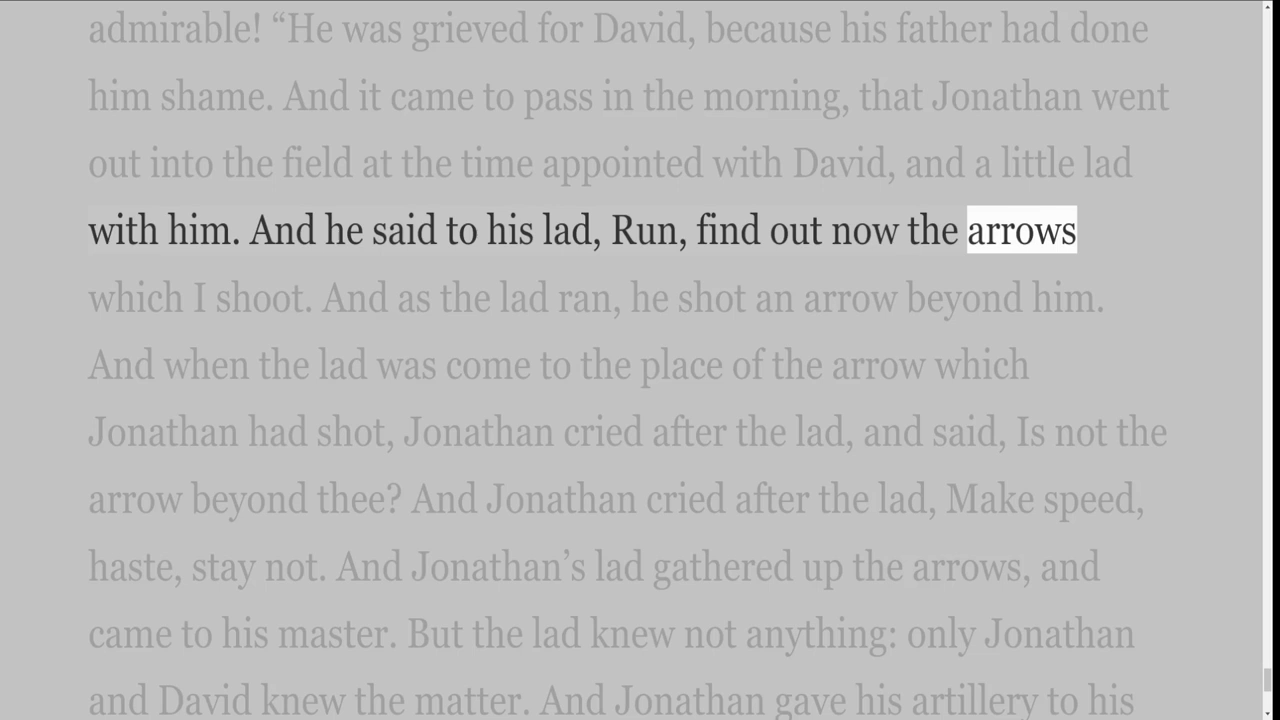 admirable! “He was grieved for David, because his father had done
him shame. And it came to pass in the morning, that Jonathan went
out into the field at the time appointed with David, and a little lad
with him. And he said to his lad, Run, find out now the arrows
which I shoot. And as the lad ran, he shot an arrow beyond him.
And when the lad was come to the place of the arrow which
Jonathan had shot, Jonathan cried after the lad, and said, Is not the
arrow beyond thee? And Jonathan cried after the lad, Make speed,
haste, stay not. And Jonathan’s lad gathered up the arrows, and
came to his master. But the lad knew not anything: only Jonathan
and David knew the matter. And Jonathan gave his artillery to his